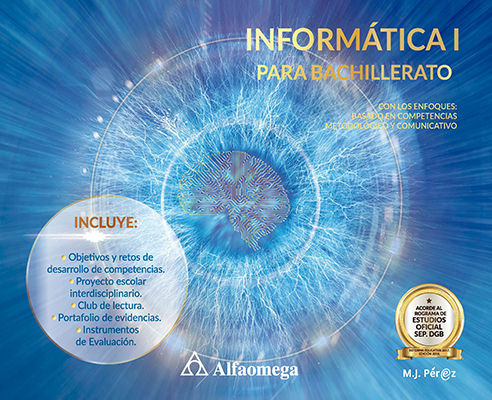 INFORMÁTICA I
PARA BACHILLERATO
CON LOS ENFOQUES:
BASADO EN COMPETENCIAS
METODOLÓGICO Y COMUNICATIVO
INCLUYE:
Objetivos y retos de
desarrollo de competencias.
Proyecto escolar
interdisciplinario.
Club de lectura.
Portafolio de evidencias.
Instrumentos
de Evaluación.
ACORDE AL
PROGRAMA DE
ESTUDIOS
OFICIAL
SEP. DGB
M.J. Pér@z
Alfaomega